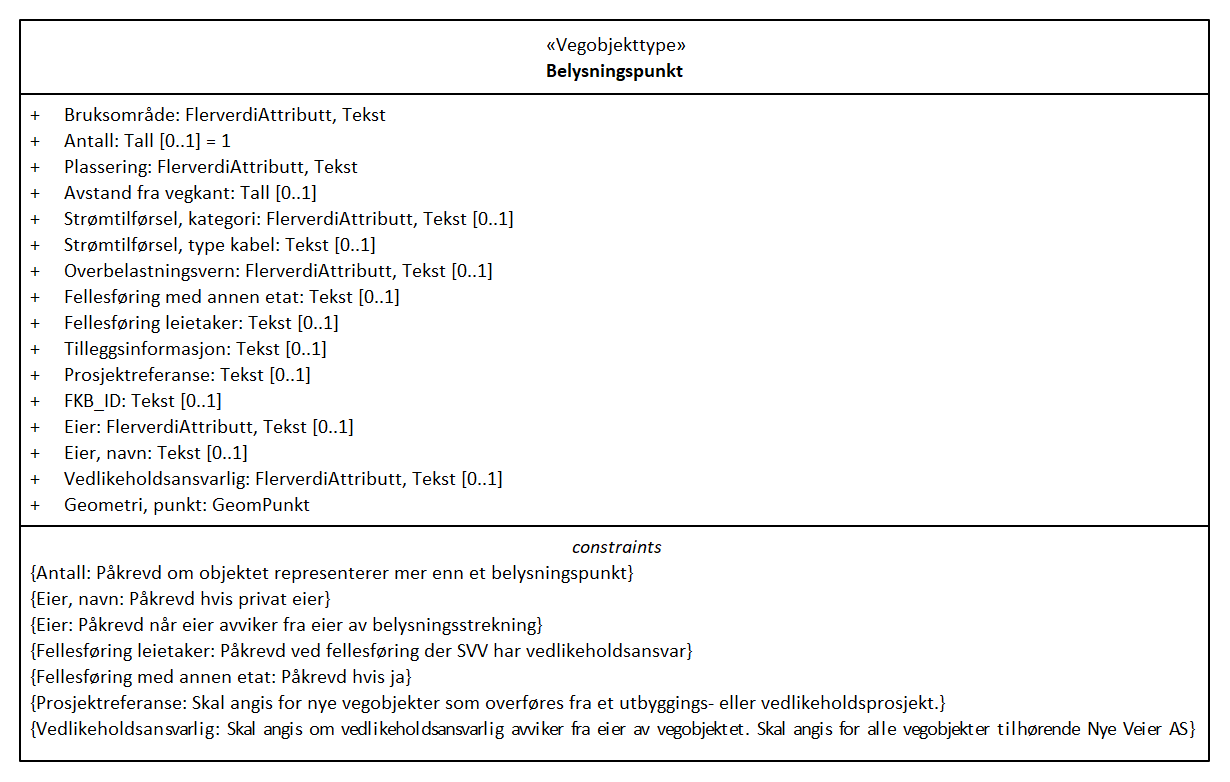 «Vegobjekttype»
Belysningspunkt
+ Bruksområde: FlerverdiAttributt, Tekst
+ Antall: Tall [0..1] = 1
+ Plassering: FlerverdiAttributt, Tekst
+ Avstand fra vegkant: Tall [0..1]
+ Strømtilførsel, kategori: FlerverdiAttributt, Tekst [0..1]
+ Strømtilførsel, type kabel: Tekst [0..1]
+ Overbelastningsvern: FlerverdiAttributt, Tekst [0..1]
+ Fellesføring med annen etat: Tekst [0..1]
+ Fellesføring leietaker: Tekst [0..1]
+ Tilleggsinformasjon: Tekst [0..1]
+ Prosjektreferanse: Tekst [0..1]
+ FKB_ID: Tekst [0..1]
+ Eier: FlerverdiAttributt, Tekst [0..1]
+ Eier, navn: Tekst [0..1]
+ Vedlikeholdsansvarlig: FlerverdiAttributt, Tekst [0..1]
+ Geometri, punkt: GeomPunkt
constraints
{Antall: Påkrevd om objektet representerer mer enn et belysningspunkt}
{Eier, navn: Påkrevd hvis privat eier}
{Eier: Påkrevd når eier avviker fra eier av belysningsstrekning}
{Fellesføring leietaker: Påkrevd ved fellesføring der SVV har vedlikeholdsansvar}
{Fellesføring med annen etat: Påkrevd hvis ja}
{Prosjektreferanse: Skal angis for nye vegobjekter som overføres fra et utbyggings- eller vedlikeholdsprosjekt.}
{Vedlikeholdsansvarlig: Skal angis om vedlikeholdsansvarlig avviker fra eier av vegobjektet. Skal angis for alle vegobjekter tilhørende Nye Veier AS}